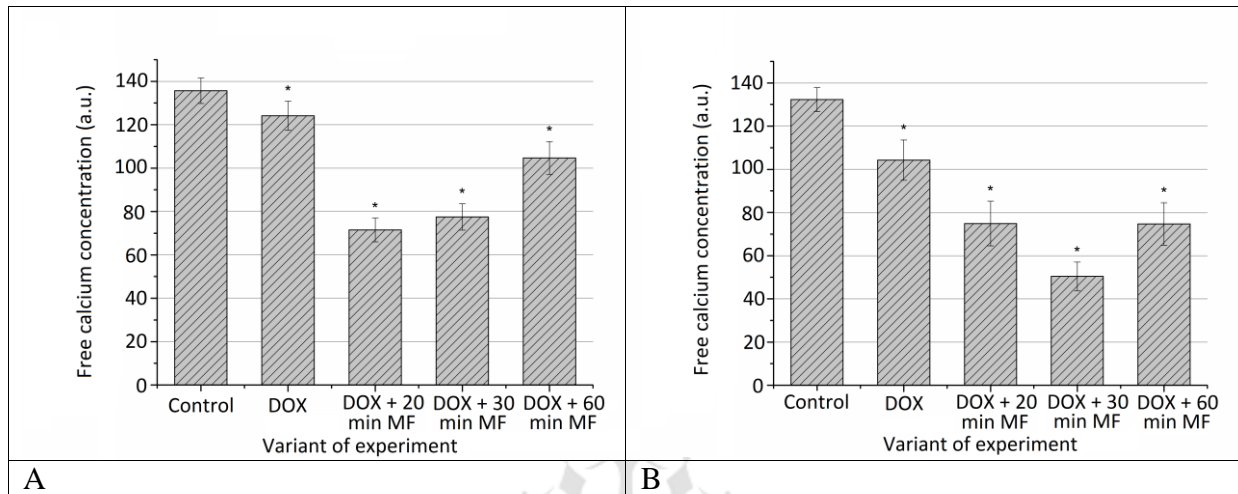 Free calcium concentration (a.u.)
140
120
100
80
60
40
20
0
*
*
*
*
Control
DOX
DOX + 20
min MF
DOX + 30
min MF
DOX + 60
min MF
Variant of experiment
A
Free calcium concentration (a.u.)
140
120
100
80
60
40
20
0
*
*
*
*
Control
DOX
DOX + 20
min MF
DOX + 30
min MF
DOX + 60
min MF
Variant of experiment
B